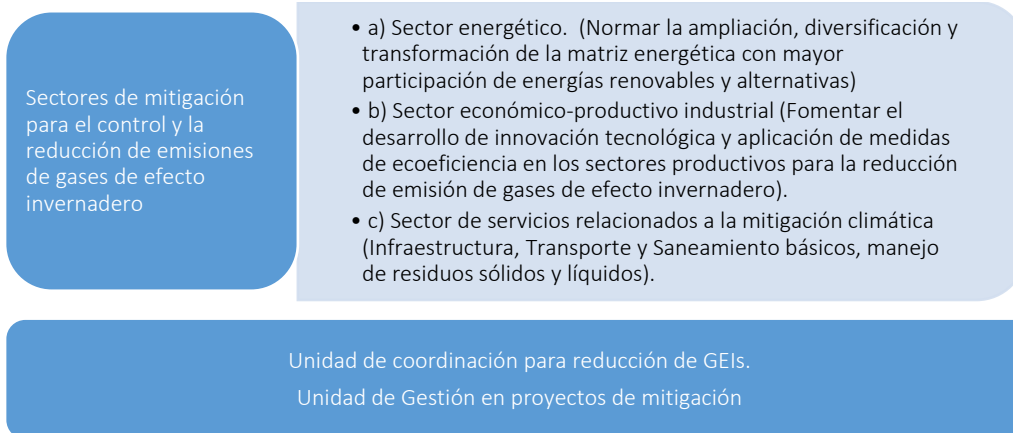 Sectores de mitigación
para el control y la
reducción de emisiones
de gases de efecto
invernadero
• a) Sector energético.  (Normar la ampliación, diversificación y
transformación de la matriz energética con mayor
participación de energías renovables y alternativas)
• b) Sector económico-productivo industrial (Fomentar el
desarrollo de innovación tecnológica y aplicación de medidas
de ecoeficiencia en los sectores productivos para la reducción
de emisión de gases de efecto invernadero).
• c) Sector de servicios relacionados a la mitigación climática
(Infraestructura, Transporte y Saneamiento básicos, manejo
de residuos sólidos y líquidos).
Unidad de coordinación para reducción de GEIs.
Unidad de Gestión en proyectos de mitigación